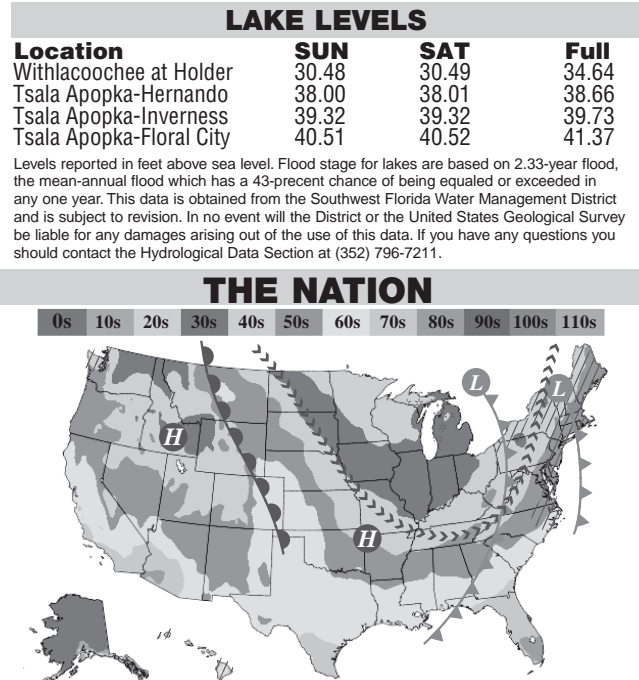 LAKE LEVELS
Location SUN SAT Full
Withlacoochee at Holder 30.48 30.49 34.64
Tsala Apopka-Hernando 38.00 38.01 38.66
Tsala Apopka-Inverness 39.32 39.32 39.73
Tsala Apopka-Floral City 40.51 40.52 41.37
Levels reported in feet above sea level. Flood stage for lakes are based on 2.33-year flood,
the mean-annual flood which has a 43-precent chance of being equaled or exceeded in
any one year. This data is obtained from the Southwest Florida Water Management District
and is subject to revision. In no event will the District or the United States Geological Survey
be liable for any damages arising out of the use of this data. If you have any questions you
should contact the Hydrological Data Section at (352) 796-7211.
THE NATION
0s 10s 20s 30s 40s 50s 60s 70s 80s 90s 100s 110s
L L
H
H